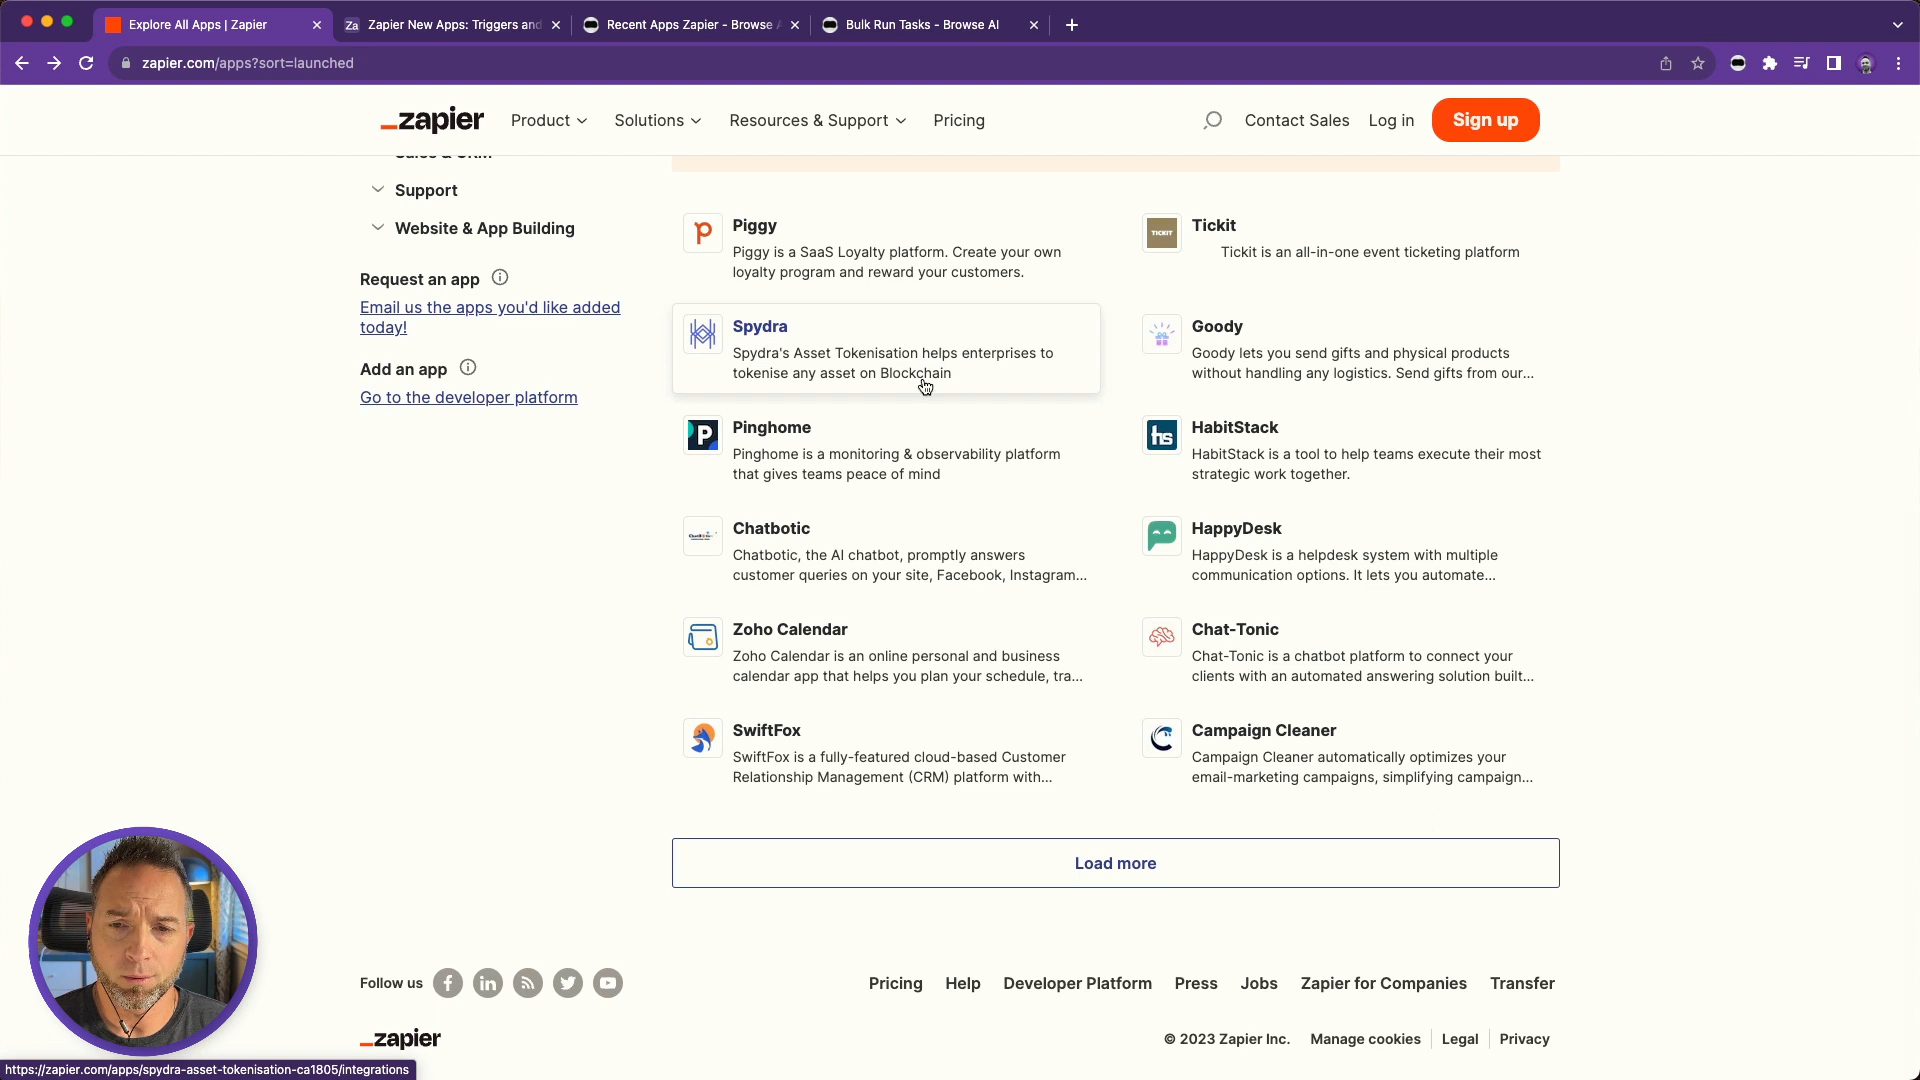 Explore All Apps | Zapier
Za
Zapier New Apps: Triggers and
Recent Apps Zapier - Browse A
Bulk Run Tasks - Browse AI
zapier.com/apps?sort=launched
zapier
Product
Solutions
Resources & Support
Pricing
Contact Sales
Log in
Sign up
Sales & CRM
Support
Website & App Building
Request an app
Email us the apps you'd like added
today!
Add an app
Go to the developer platform
Piggy
Piggy is a SaaS Loyalty platform. Create your own
loyalty program and reward your customers.
TICKIT
Tickit
Tickit is an all-in-one event ticketing platform
Spydra
Spydra's Asset Tokenisation helps enterprises to
tokenise any asset on Blockchain
Goody
Goody lets you send gifts and physical products
without handling any logistics. Send gifts from our...
P
Pinghome
Pinghome is a monitoring & observability platform
that gives teams peace of mind
hs
HabitStack
HabitStack is a tool to help teams execute their most
strategic work together.
Chatbotic
Chatbotic, the AI chatbot, promptly answers
customer queries on your site, Facebook, Instagram...
HappyDesk
HappyDesk is a helpdesk system with multiple
communication options. It lets you automate...
Zoho Calendar
Zoho Calendar is an online personal and business
calendar app that helps you plan your schedule, tra...
Chat-Tonic
Chat-Tonic is a chatbot platform to connect your
clients with an automated answering solution built...
SwiftFox
SwiftFox is a fully-featured cloud-based Customer
Relationship Management (CRM) platform with...
Campaign Cleaner
Campaign Cleaner automatically optimizes your
email-marketing campaigns, simplifying campaign...
Load more
Follow us
Pricing
Help
Developer Platform
Press
Jobs
Zapier for Companies
Transfer
zapier
© 2023 Zapier Inc.
Manage cookies
Legal
Privacy
https://zapier.com/apps/spydra-asset-tokenisation-ca1805/integrations